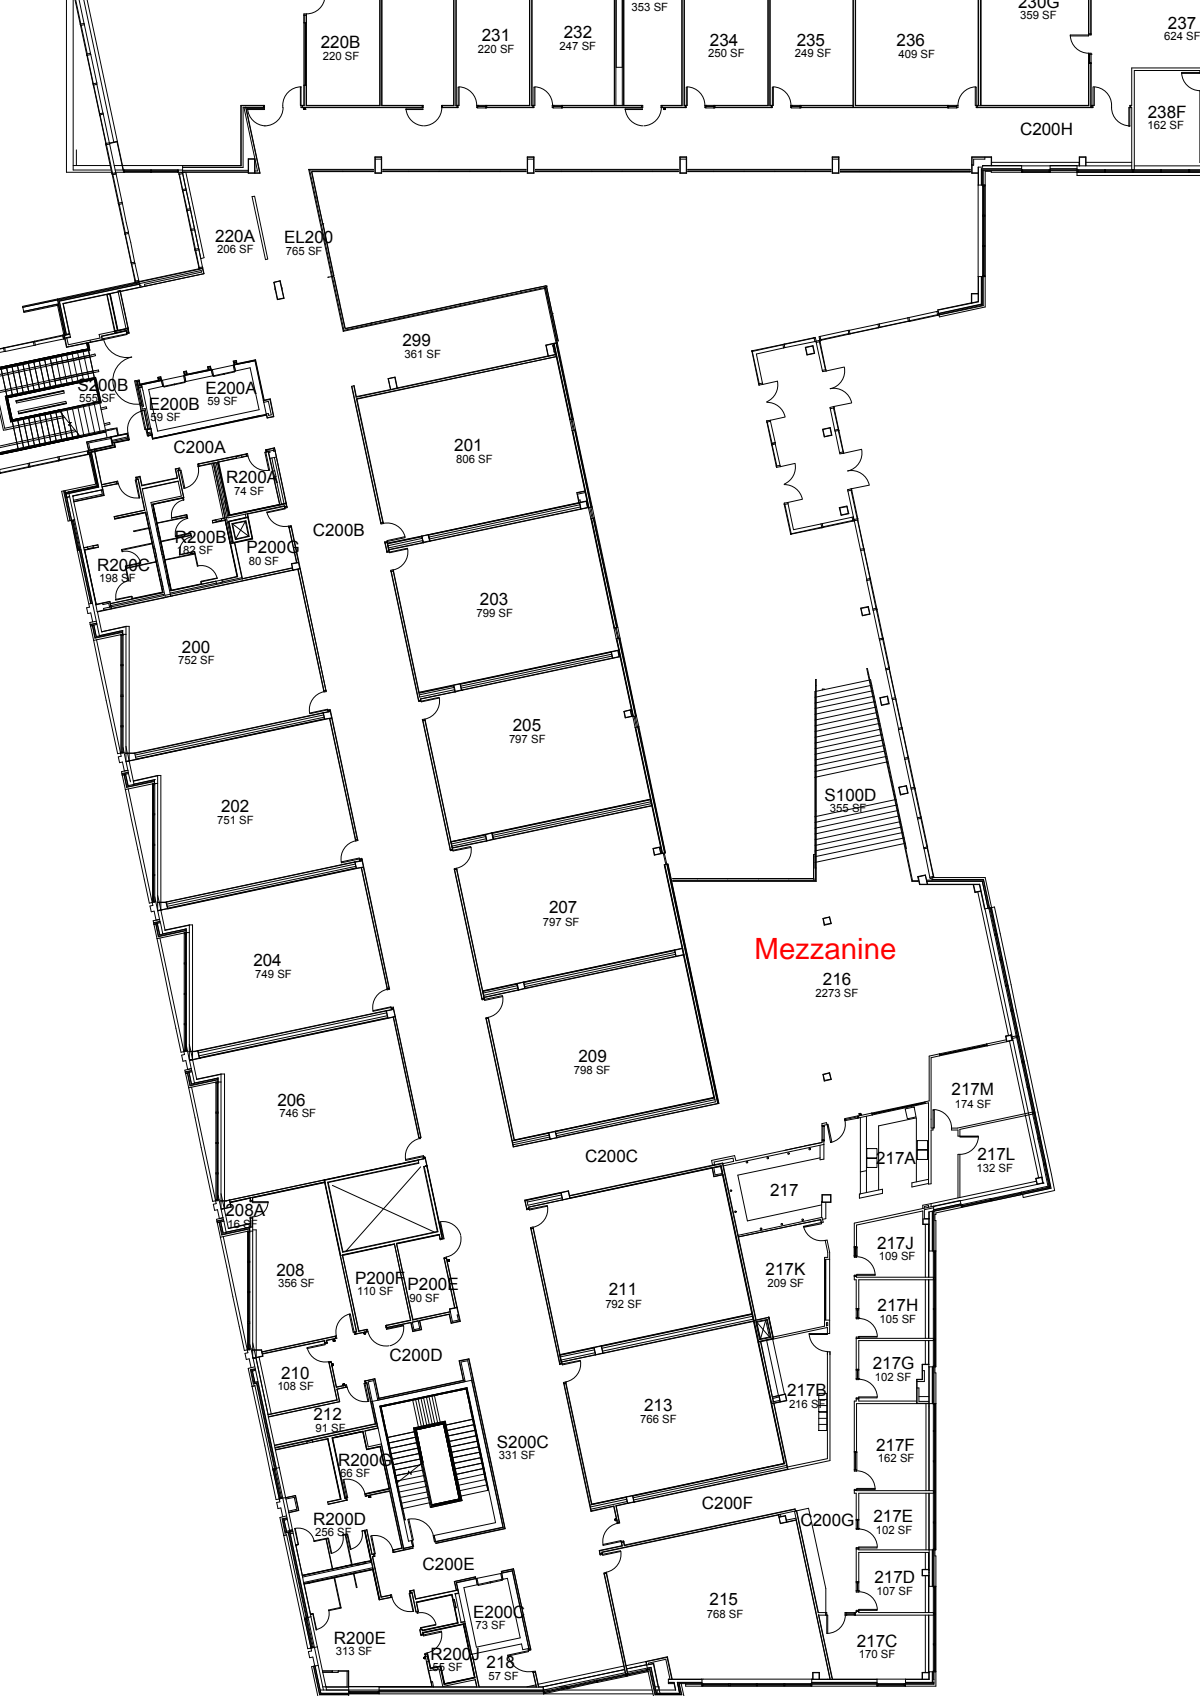 353 SF
230G
359 SF
237
624 SF
220B
220 SF
231
220 SF
232
247 SF
234
250 SF
235
249 SF
236
409 SF
C200H
238F
162 SF
220A
206 SF
EL200
765 SF
299
361 SF
S200B
555 SF
E200B
59 SF
E200A
59 SF
C200A
201
806 SF
R200A
74 SF
C200B
R200B
182 SF
P200G
80 SF
R200C
198 SF
203
799 SF
200
752 SF
205
797 SF
202
751 SF
S100D
355 SF
207
797 SF
204
749 SF
Mezzanine
216
2273 SF
209
798 SF
206
746 SF
217M
174 SF
C200C
217A
217L
132 SF
217
208A
16 SF
208
356 SF
P200F
110 SF
P200E
90 SF
211
792 SF
217K
209 SF
217J
109 SF
217H
105 SF
C200D
210
108 SF
217G
102 SF
217B
216 SF
212
91 SF
213
766 SF
S200C
331 SF
217F
162 SF
R200G
66 SF
C200F
R200D
256 SF
C200G
217E
102 SF
C200E
217D
107 SF
215
768 SF
E200C
73 SF
R200E
313 SF
217C
170 SF
R200
55 SF
218
57 SF